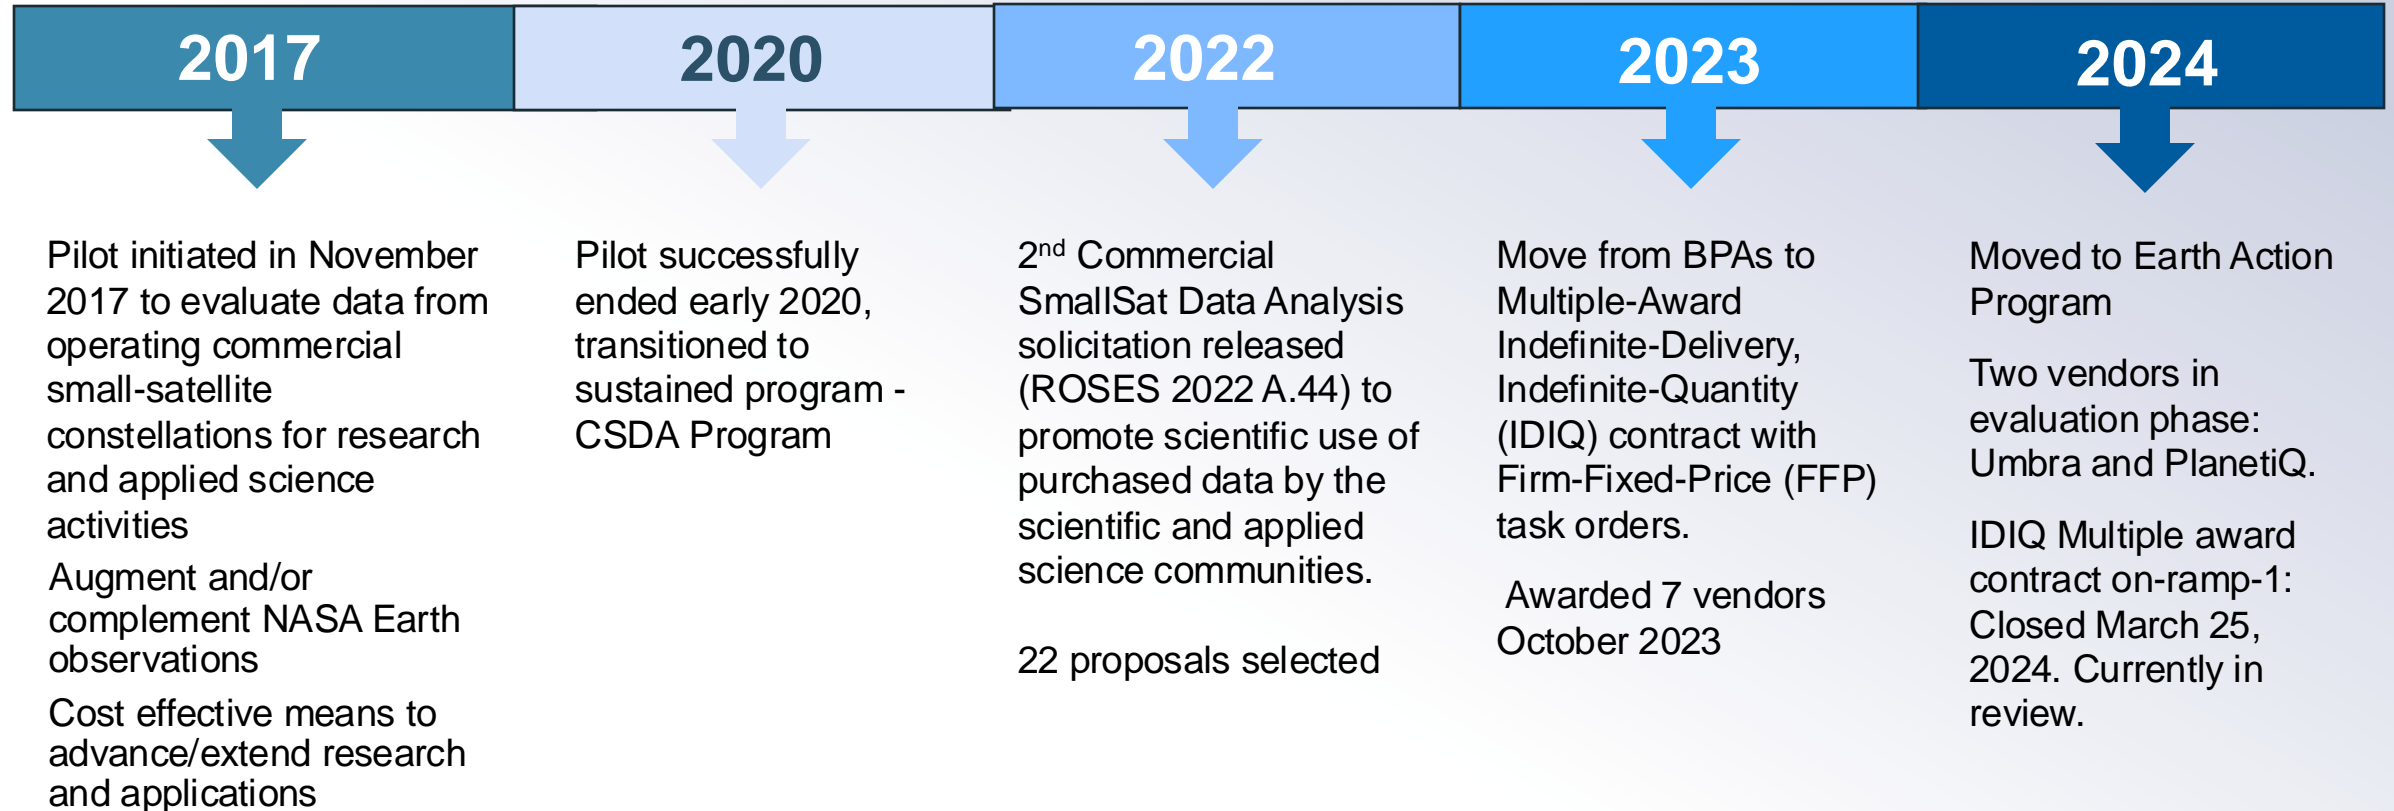 2017
Pilot initiated in November
2017 to evaluate data from
operating commercial
small-satellite
constellations for research
and applied science
activities
Augment and/or
complement NASA Earth
observations
Cost effective means to
advance/extend research
and applications
2020
Pilot successfully
ended early 2020,
transitioned to
sustained program -
CSDA Program
2022
2nd Commercial
SmallSat Data Analysis
solicitation released
(ROSES 2022 A.44) to
promote scientific use of
purchased data by the
scientific and applied
science communities.
22 proposals selected
2023
Move from BPAs to
Multiple-Award
Indefinite-Delivery,
Indefinite-Quantity
(IDIQ) contract with
Firm-Fixed-Price (FFP)
task orders.
Awarded 7 vendors
October 2023
2024
Moved to Earth Action
Program
Two vendors in
evaluation phase:
Umbra and PlanetiQ.
IDIQ Multiple award
contract on-ramp-1:
Closed March 25,
2024. Currently in
review.